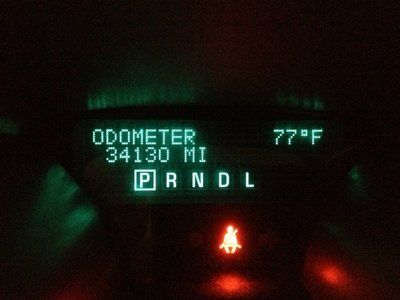 ODOMETER 77°F
34130 MI
P R N D L